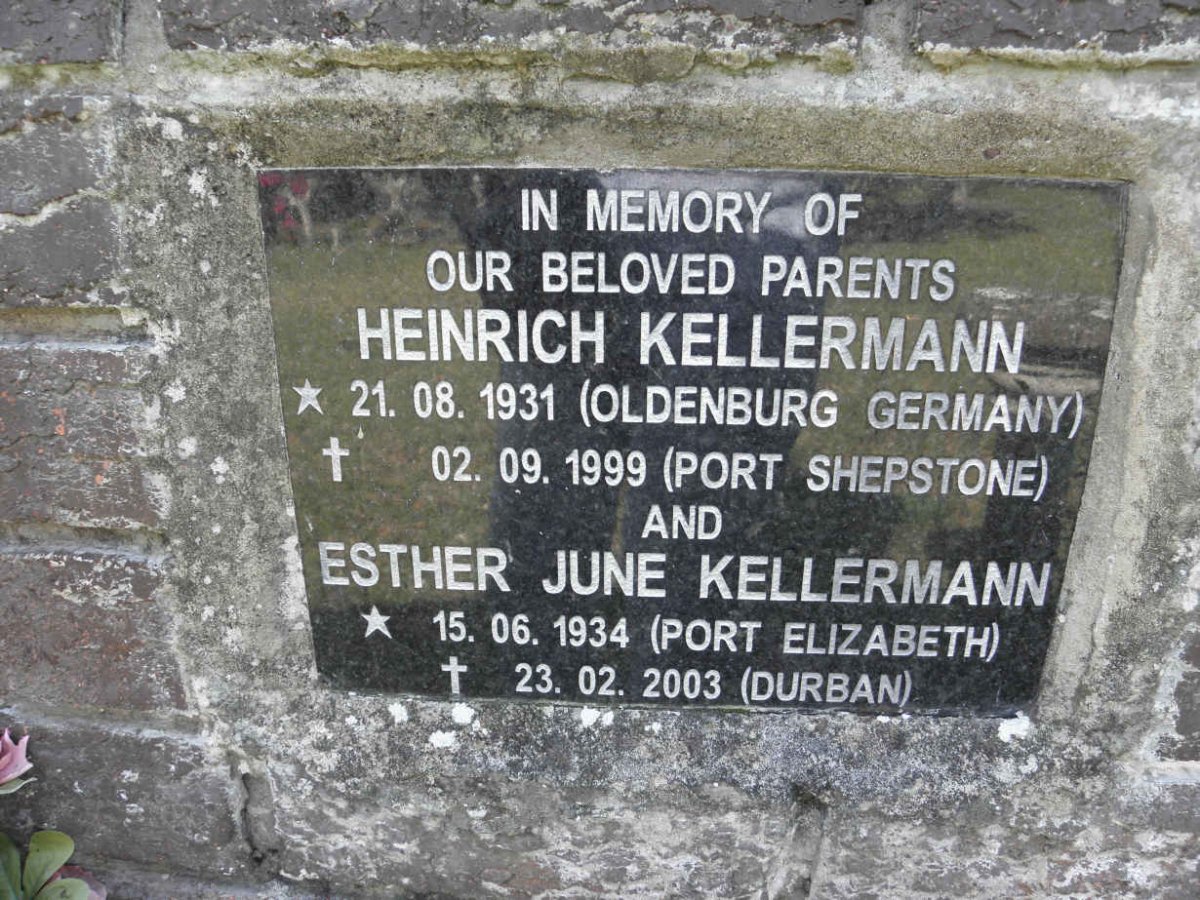 IN MEMORY OF
OUR BELOVED PARENTS
HEINRICH KELLERMANN
★ 21. 08. 1931 (OLDENBURG GERMANY)
✝ 02. 09. 1999 (PORT SHEPSTONE)
AND
ESTHER JUNE KELLERMANN
★ 15. 06. 1934 (PORT ELIZABETH)
✝ 23. 02. 2003 (DURBAN)